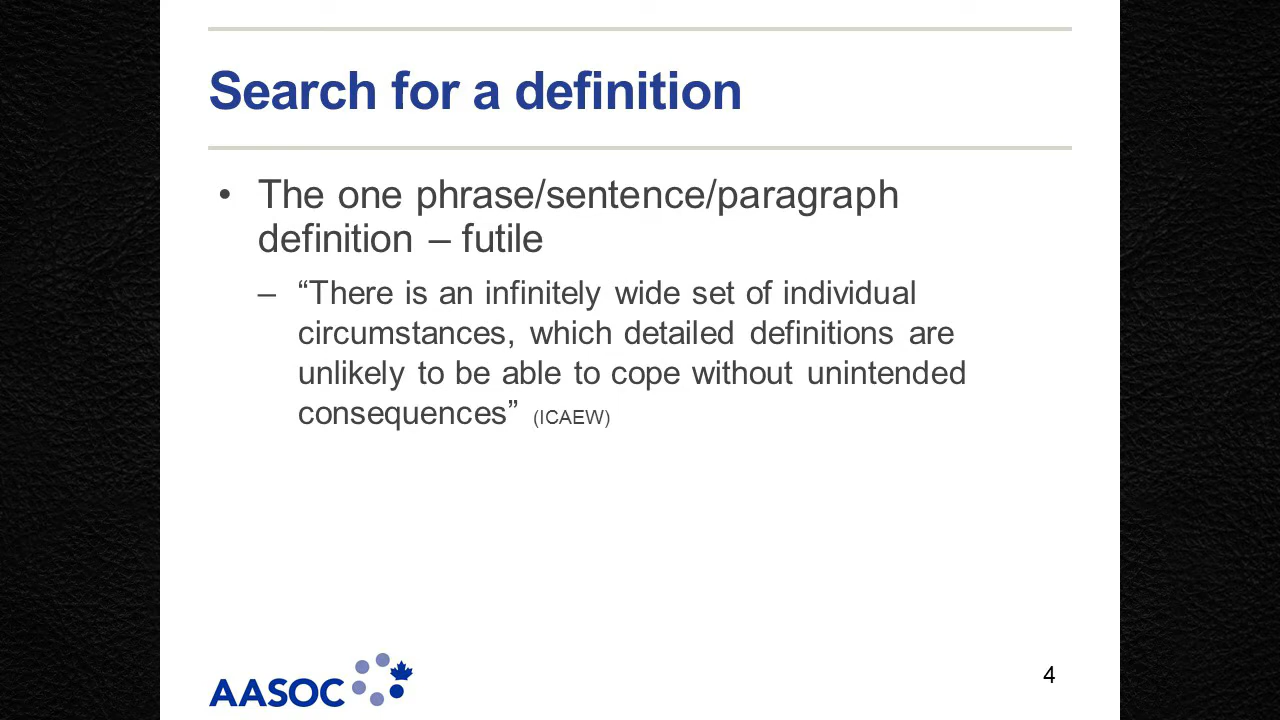 Search for a definition
• The one phrase/sentence/paragraph
definition – futile
– “There is an infinitely wide set of individual
circumstances, which detailed definitions are
unlikely to be able to cope without unintended
consequences” (ICAEW)
AASOC
4